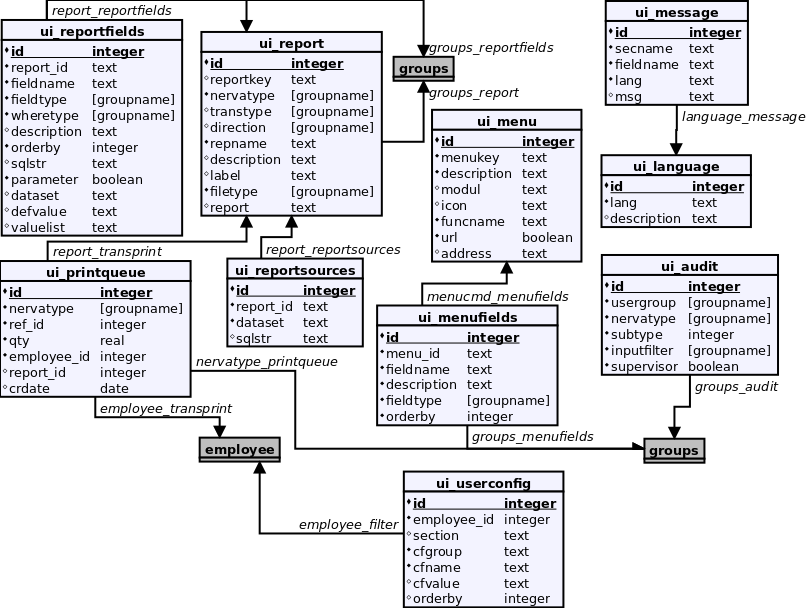 report_reportfields
ui_reportfields
id integer
report_id text
fieldname text
fieldtype [groupname]
wheretype [groupname]
description text
orderby integer
sqlstr text
parameter boolean
dataset text
defvalue text
valuelist text
ui_report
id integer
reportkey text
nervatype [groupname]
transtype [groupname]
direction [groupname]
repname text
description text
label text
filetype [groupname]
report text
groups_reportfields
groups
groups_report
ui_menu
id integer
menukey text
description text
modul text
icon text
funcname text
url boolean
address text
ui_message
id integer
secname text
fieldname text
lang text
msg text
language_message
ui_language
id integer
lang text
description text
report_transprint
ui_printqueue
id integer
nervatype [groupname]
ref_id integer
qty real
employee_id integer
report_id integer
crdate date
report_reportsources
ui_reportsources
id integer
report_id text
dataset text
sqlstr text
menucmd_menufields
ui_menufields
id integer
menu_id text
fieldname text
description text
fieldtype [groupname]
orderby integer
ui_audit
id integer
usergroup [groupname]
nervatype [groupname]
subtype integer
inputfilter [groupname]
supervisor boolean
nervatype_printqueue
groups_audit
employee_transprint
employee
groups_menufields
groups
ui_userconfig
id integer
employee_id integer
section text
cfgroup text
cfname text
cfvalue text
orderby integer
employee_filter